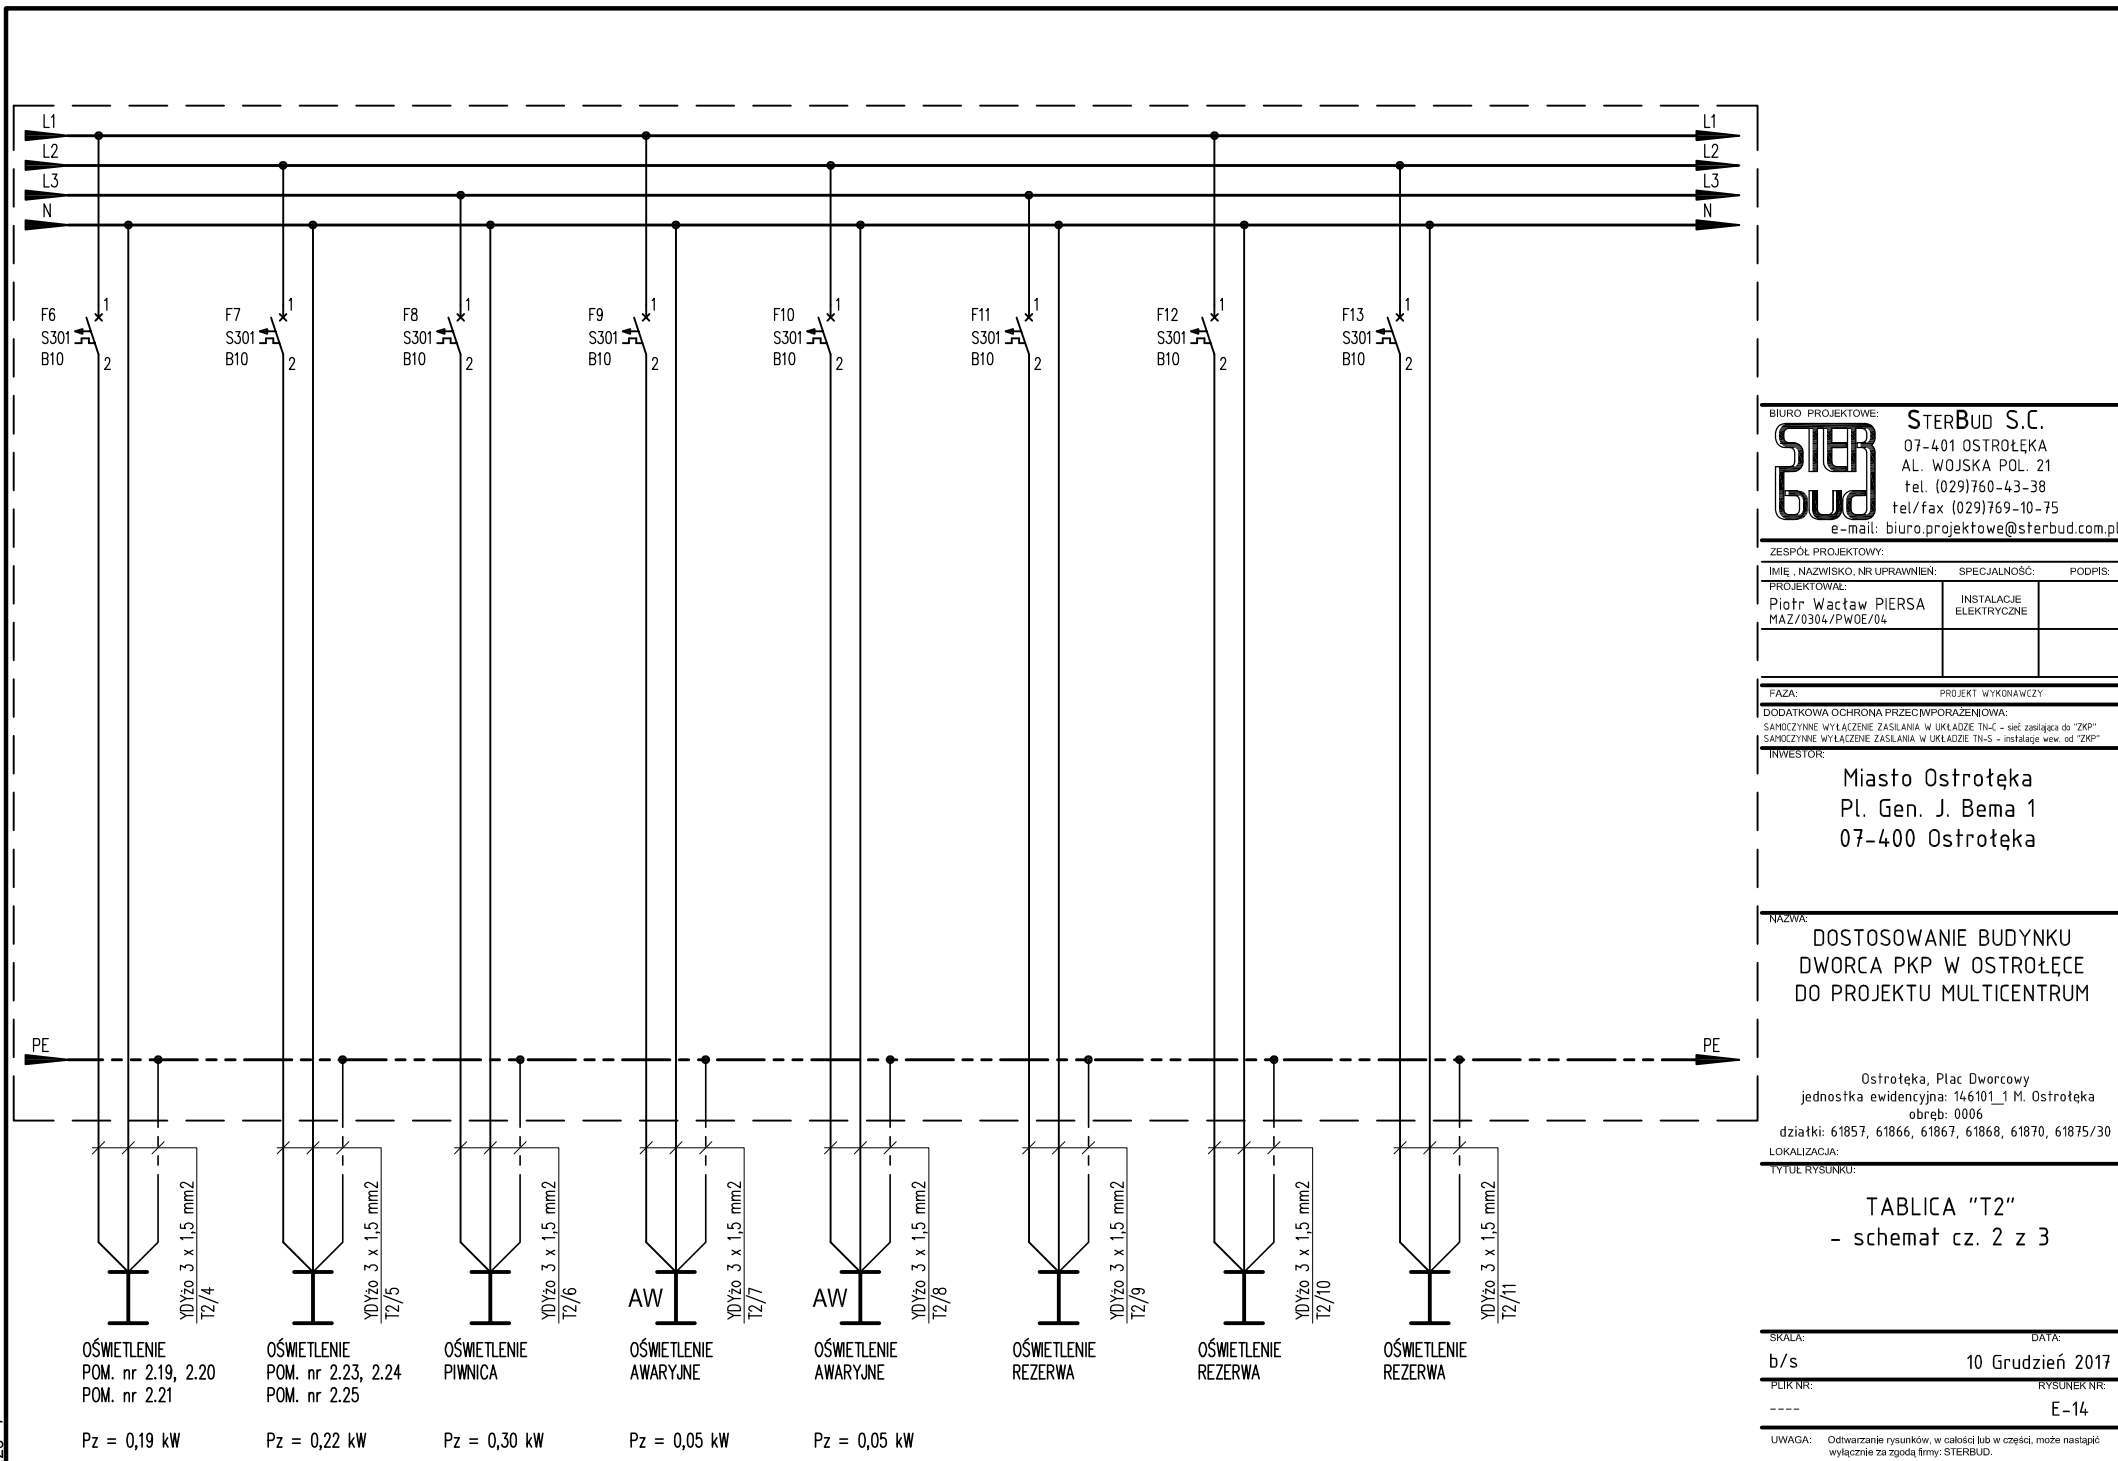 L1
L1
L2
L2
L3
L3
N
N
F6
S301
B10
1
2
F7
S301
B10
1
2
F8
S301
B10
1
2
F9
S301
B10
1
2
F10
S301
B10
1
2
F11
S301
B10
1
2
F12
S301
B10
1
2
F13
S301
B10
1
2
PE
PE
YDYżo 3 x 1,5 mm2
T2/4
YDYżo 3 x 1,5 mm2
T2/5
YDYżo 3 x 1,5 mm2
T2/6
YDYżo 3 x 1,5 mm2
T2/7
YDYżo 3 x 1,5 mm2
T2/8
YDYżo 3 x 1,5 mm2
T2/9
YDYżo 3 x 1,5 mm2
T2/10
YDYżo 3 x 1,5 mm2
T2/11
AW
AW
OŚWIETLENIE
POM. nr 2.19, 2.20
POM. nr 2.21
Pz = 0,19 kW
OŚWIETLENIE
POM. nr 2.23, 2.24
POM. nr 2.25
Pz = 0,22 kW
OŚWIETLENIE
PIWNICA
Pz = 0,30 kW
OŚWIETLENIE
AWARYJNE
Pz = 0,05 kW
OŚWIETLENIE
AWARYJNE
Pz = 0,05 kW
OŚWIETLENIE
REZERWA
OŚWIETLENIE
REZERWA
OŚWIETLENIE
REZERWA
BIURO PROJEKTOWE:
STER bud
STERBUD S.C.
07-401 OSTROŁĘKA
AL. WOJSKA POL. 21
tel. (029)760-43-38
tel/fax (029)769-10-75
e-mail: biuro.projektowe@sterbud.com.pl
ZESPÓŁ PROJEKTOWY:
IMIĘ , NAZWISKO, NR UPRAWNIEŃ: SPECJALNOŚĆ: PODPIS:
PROJEKTOWAŁ:
Piotr Wacław PIERSA
MAZ/0304/PWOE/04
INSTALACJE
ELEKTRYCZNE
FAZA: PROJEKT WYKONAWCZY
DODATKOWA OCHRONA PRZECIWPORAŻENIOWA:
SAMOCZYNNE WYŁĄCZENIE ZASILANIA W UKŁADZIE TN-C - sieć zasilająca do "ZKP"
SAMOCZYNNE WYŁĄCZENIE ZASILANIA W UKŁADZIE TN-S - instalacje wew. od "ZKP"
INWESTOR:
Miasto Ostrołęka
Pl. Gen. J. Bema 1
07-400 Ostrołęka
NAZWA:
DOSTOSOWANIE BUDYNKU
DWORCA PKP W OSTROŁĘCE
DO PROJEKTU MULTICENTRUM
Ostrołęka, Plac Dworcowy
jednostka ewidencyjna: 146101_1 M. Ostrołęka
obręb: 0006
działki: 61857, 61866, 61867, 61868, 61870, 61875/30
LOKALIZACJA:
TYTUŁ RYSUNKU:
TABLICA "T2"
- schemat cz. 2 z 3
SKALA: DATA:
b/s 10 Grudzień 2017
PLIK NR: RYSUNEK NR:
---- E-14
UWAGA: Odtwarzanie rysunków, w całości lub w części, może nastąpić
wyłącznie za zgodą firmy: STERBUD.